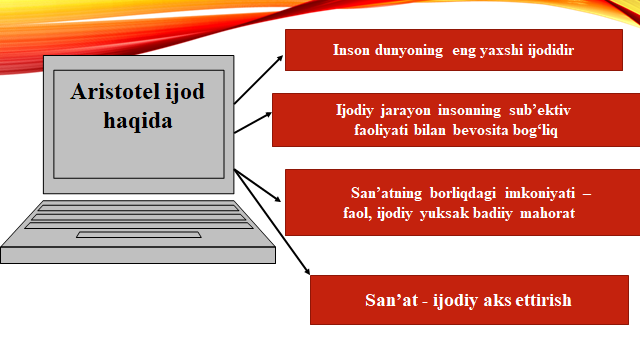 Aristotel ijod
haqida
Inson dunyoning eng yaxshi ijodidir
Ijodiy jarayon insonning sub’ektiv
faoliyati bilan bevosita bog‘liq
San’atning borliqdagi imkoniyati –
faol, ijodiy yuksak badiiy mahorat
San’at - ijodiy aks ettirish